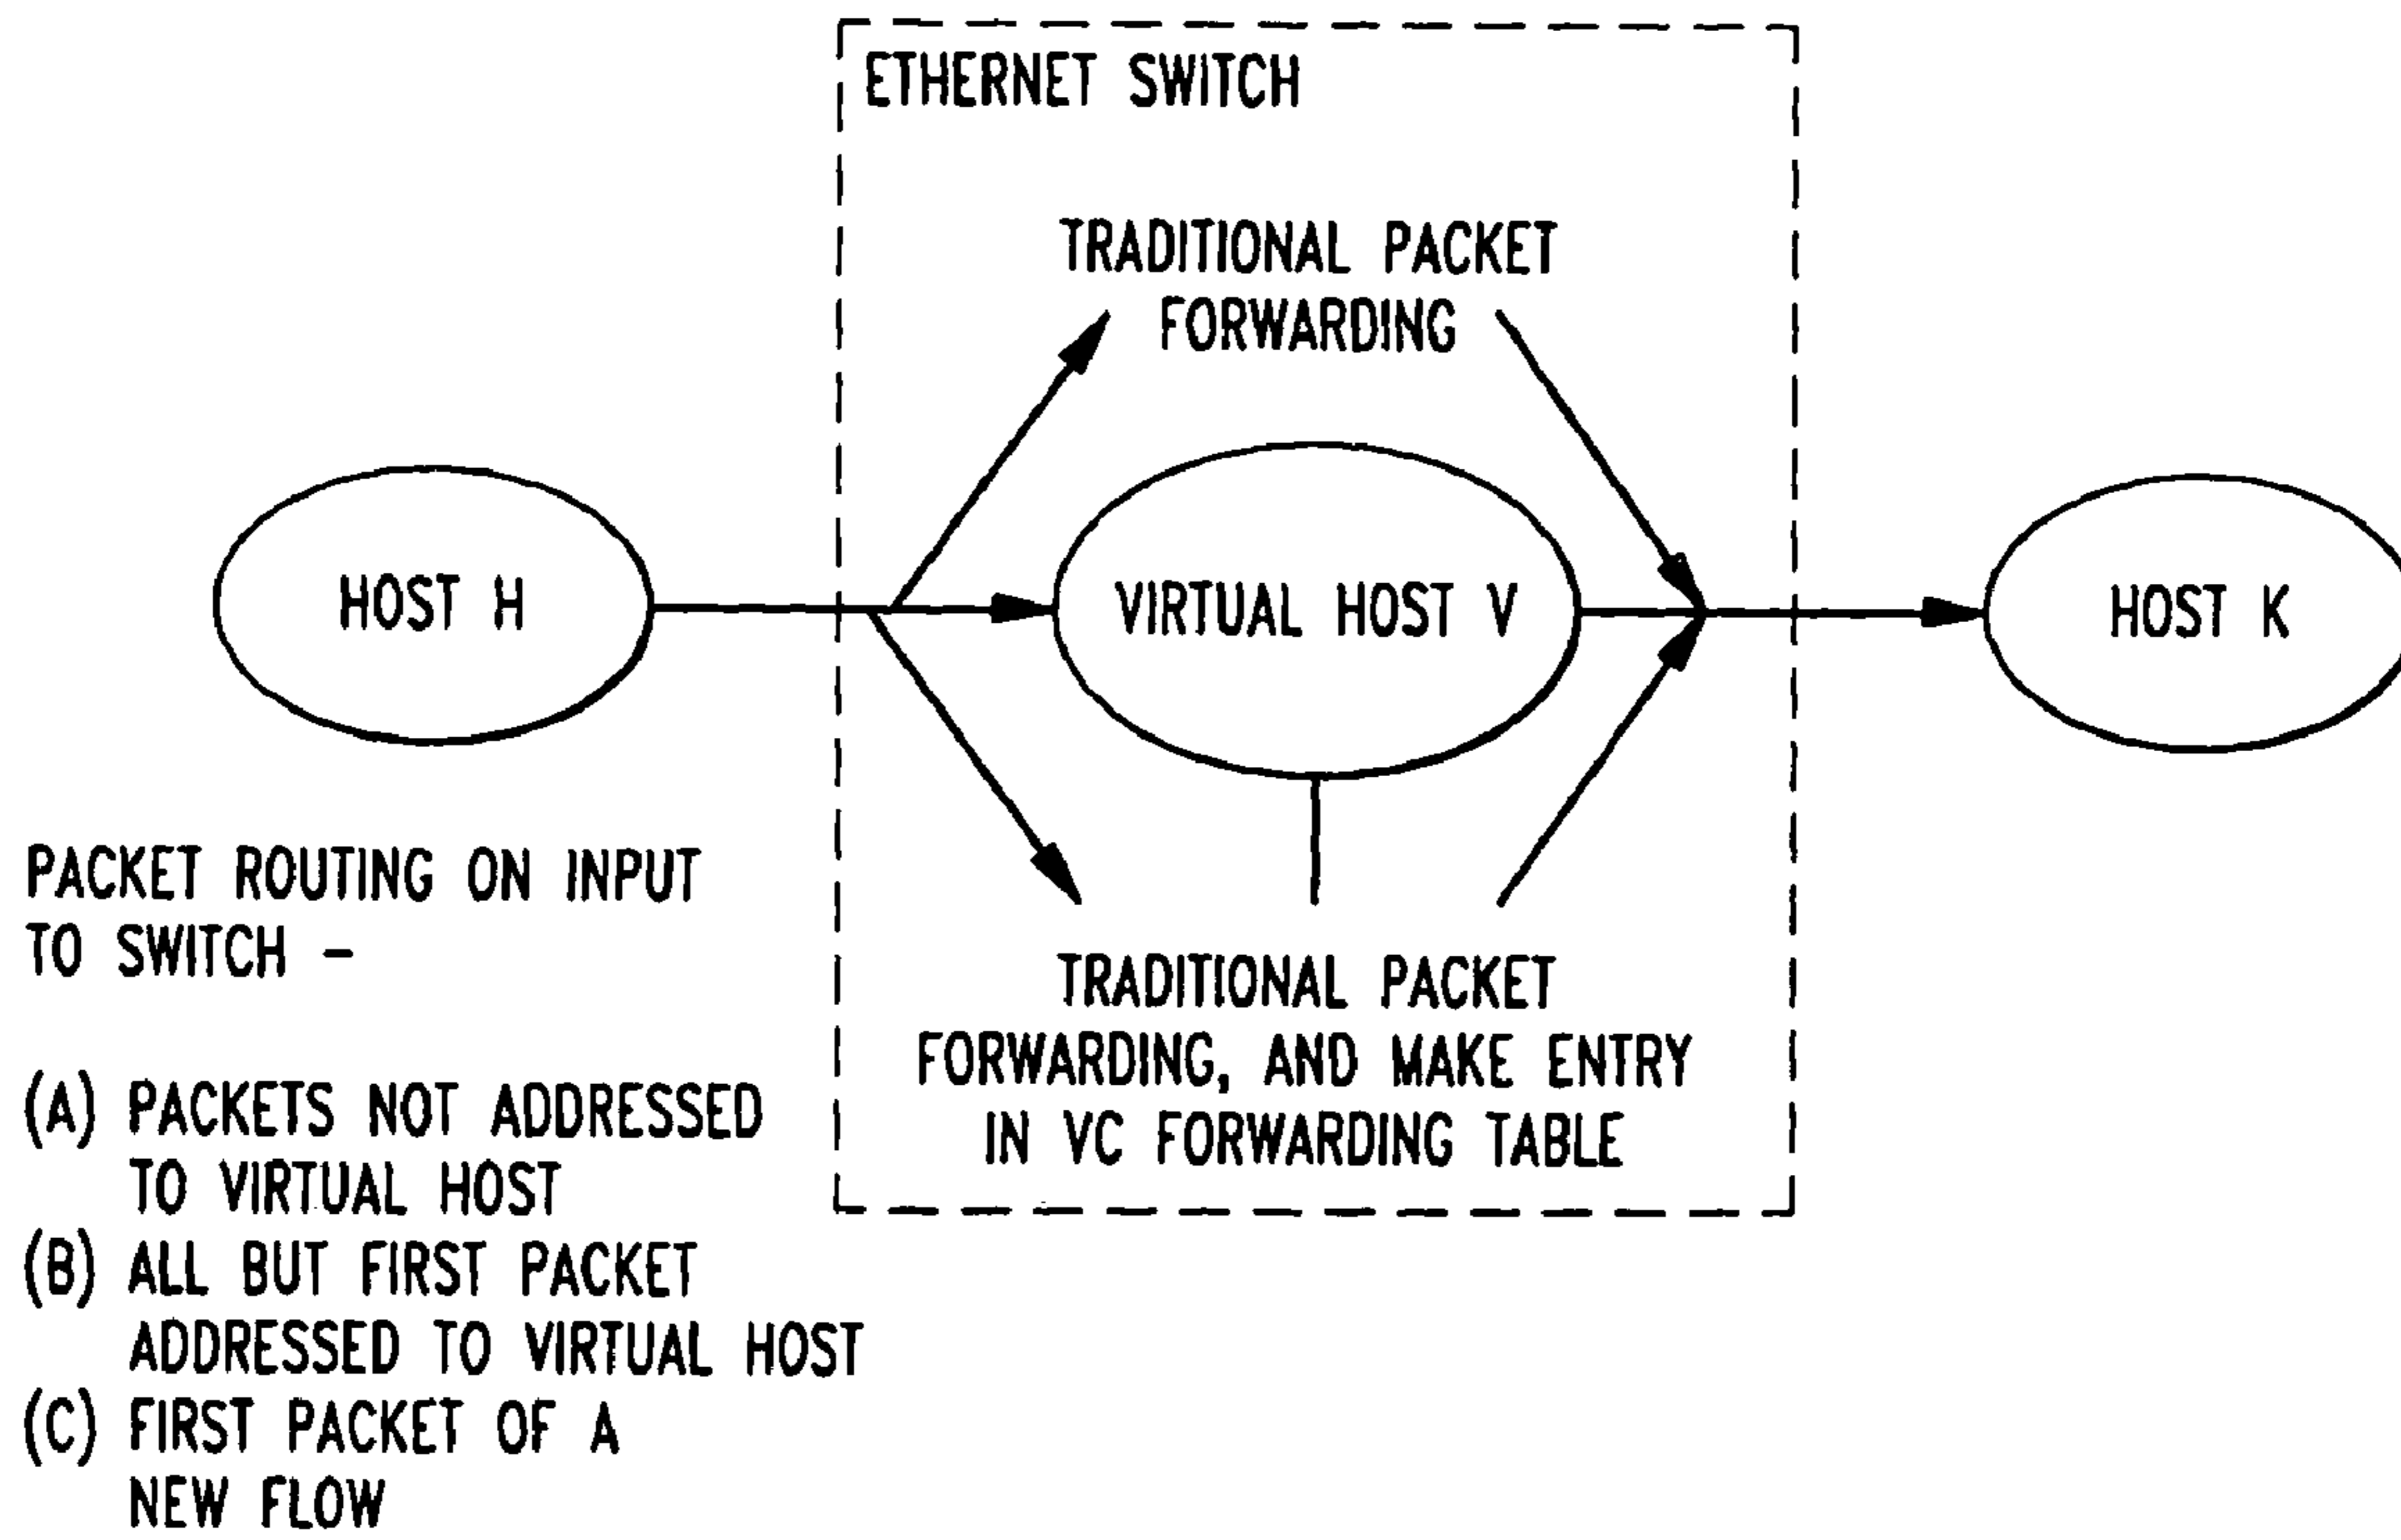 ETHERNET SWITCH
TRADITIONAL PACKET
FORWARDING
HOST H
VIRTUAL HOST V
HOST K
TRADITIONAL PACKET
FORWARDING, AND MAKE ENTRY
IN VC FORWARDING TABLE
PACKET ROUTING ON INPUT
TO SWITCH –
(A) PACKETS NOT ADDRESSED
TO VIRTUAL HOST
(B) ALL BUT FIRST PACKET
ADDRESSED TO VIRTUAL HOST
(C) FIRST PACKET OF A
NEW FLOW